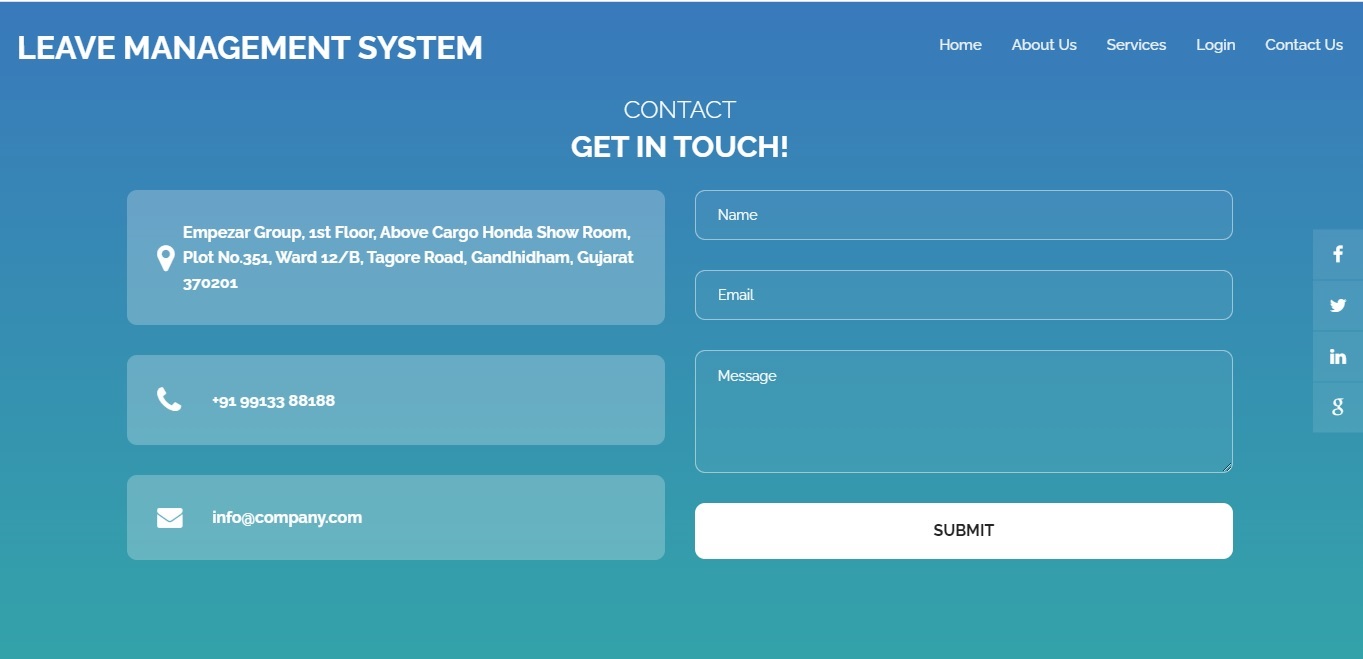 LEAVE MANAGEMENT SYSTEM
Home About Us Services Login Contact Us
CONTACT
GET IN TOUCH!
Empezar Group, 1st Floor, Above Cargo Honda Show Room,
Plot No.351, Ward 12/B, Tagore Road, Gandhidham, Gujarat
370201
+91 99133 88188
info@company.com
Name
Email
Message
SUBMIT